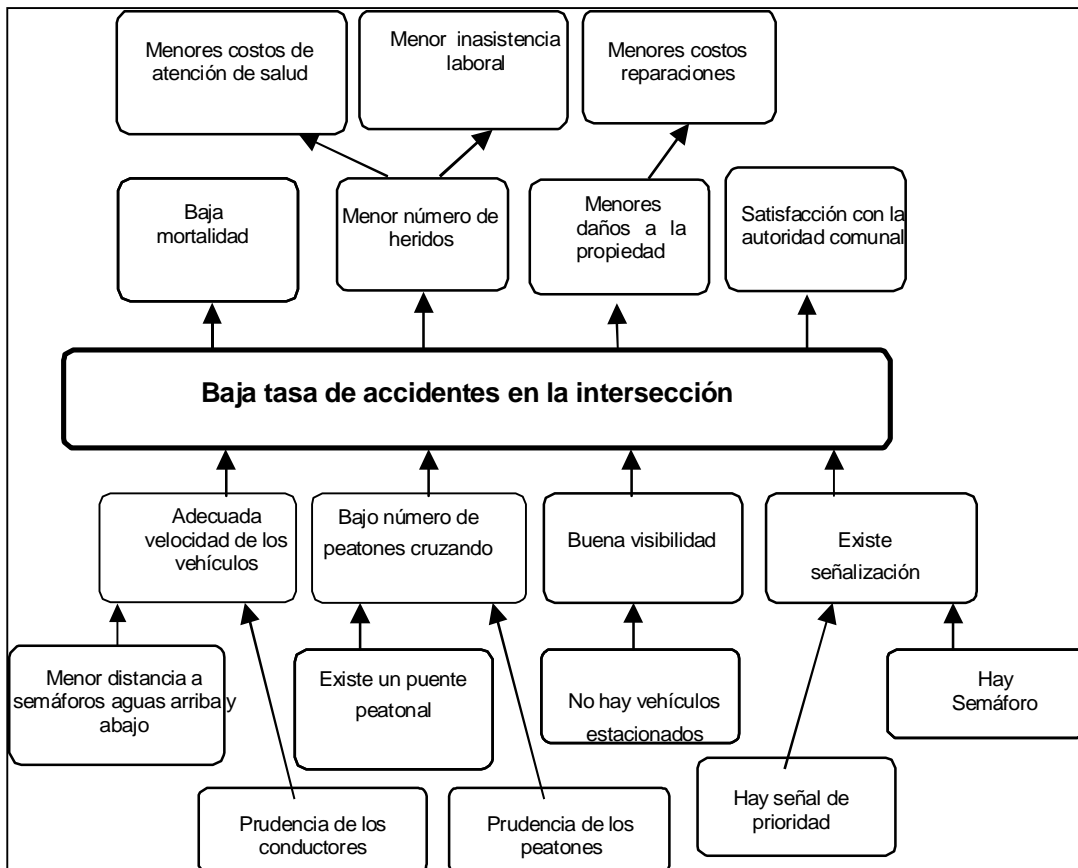 Menores costos de
atención de salud
Menor inasistencia
laboral
Menores costos
reparaciones
Baja
mortalidad
Menor número de
heridos
Menores
daños a la
propiedad
Satisfacción con la
autoridad comunal
Baja tasa de accidentes en la intersección
Adecuada
velocidad de los
vehículos
Bajo número de
peatones cruzando
Buena visibilidad
Existe
señalización
Menor distancia a
semáforos aguas arriba y
abajo
Existe un puente
peatonal
No hay vehículos
estacionados
Hay
Semáforo
Prudencia de los
conductores
Prudencia de los
peatones
Hay señal de
prioridad